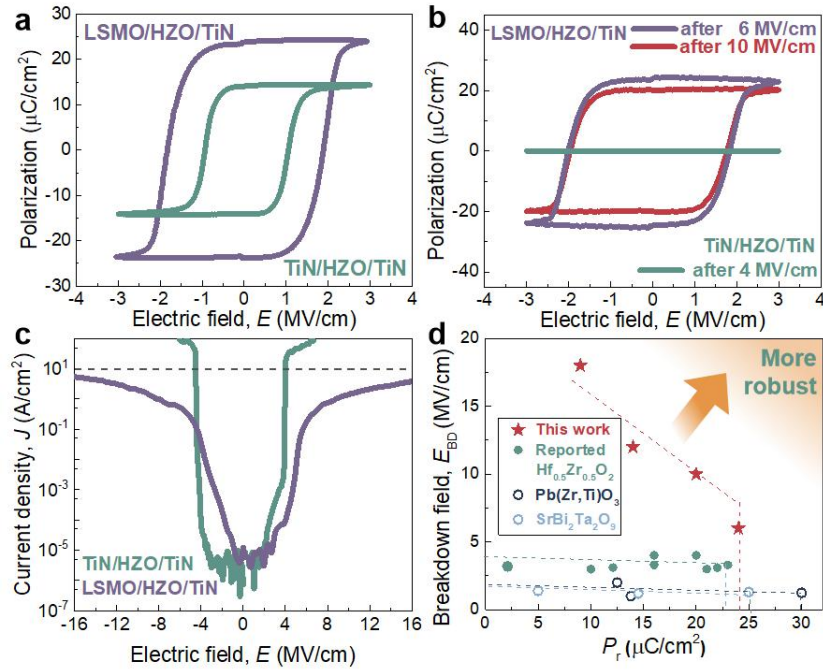 a
LSMO/HZO/TiN
TiN/HZO/TiN
30
20
10
0
-10
-20
-30
Polarization (μC/cm²)
-4 -3 -2 -1 0 1 2 3 4
Electric field, E (MV/cm)
b
LSMO/HZO/TiN
after 6 MV/cm
after 10 MV/cm
TiN/HZO/TiN
after 4 MV/cm
40
20
0
-20
-40
Polarization (μC/cm²)
-4 -3 -2 -1 0 1 2 3 4
Electric field, E (MV/cm)
c
10¹
10⁻¹
10⁻³
10⁻⁵
10⁻⁷
Current density, J (A/cm²)
TiN/HZO/TiN
LSMO/HZO/TiN
-16 -12 -8 -4 0 4 8 12 16
Electric field, E (MV/cm)
d
More
robust
This work
Reported
Hf₀.₅Zr₀.₅O₂
Pb(Zr,Ti)O₃
SrBi₂Ta₂O₉
20
15
10
5
0
Breakdown field, E_BD (MV/cm)
0 5 10 15 20 25 30
P_r (μC/cm²)